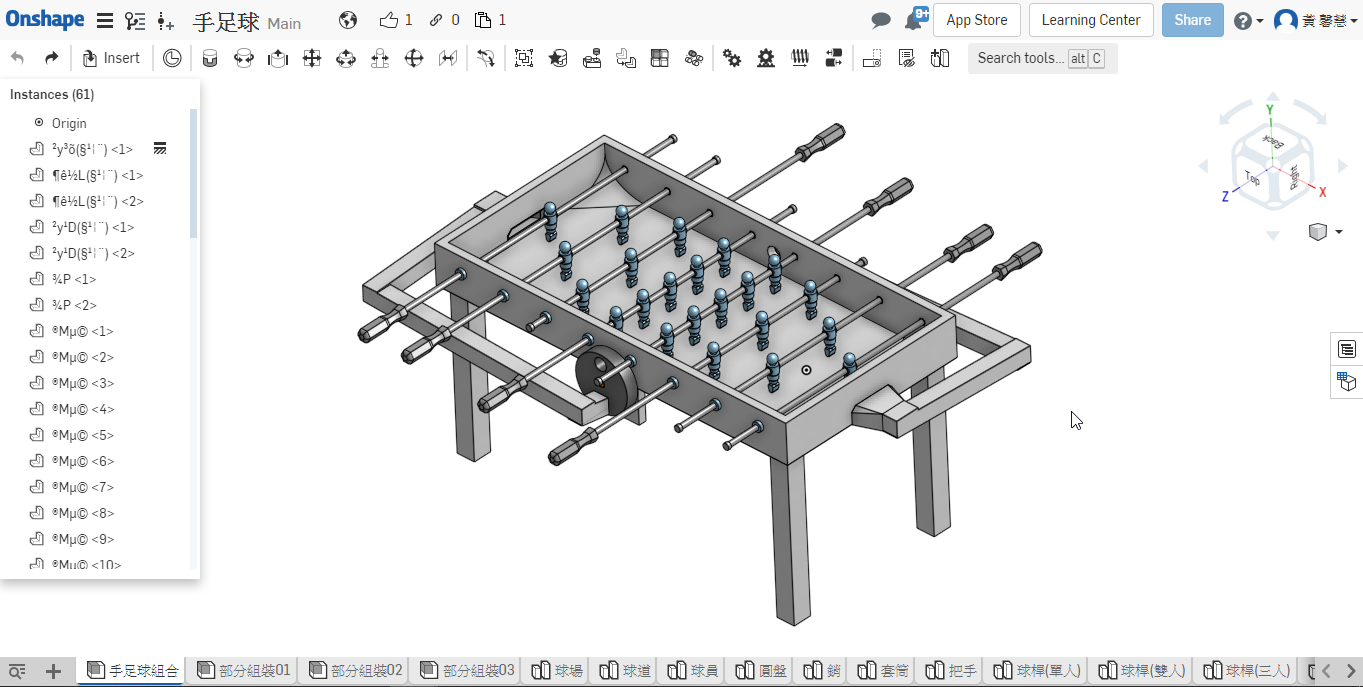 Onshape 手足球 Main 1 0 1 9+ App Store Learning Center Share ? 黃 馨慧
Insert Search tools... alt C
Instances (61)
Origin
²y³õ(§¹¦¨) <1>
¶ê½L(§¹¦¨) <1>
¶ê½L(§¹¦¨) <2>
²y¹D(§¹¦¨) <1>
²y¹D(§¹¦¨) <2>
¾P <1>
¾P <2>
®Mµ© <1>
®Mµ© <2>
®Mµ© <3>
®Mµ© <4>
®Mµ© <5>
®Mµ© <6>
®Mµ© <7>
®Mµ© <8>
®Mµ© <9>
®Mµ© <10>
Y
Back
Top
Right
Z
X
手足球組合 部分組裝01 部分組裝02 部分組裝03 球場 球道 球員 圓盤 銷 套筒 把手 球桿(單人) 球桿(雙人) 球桿(三人)